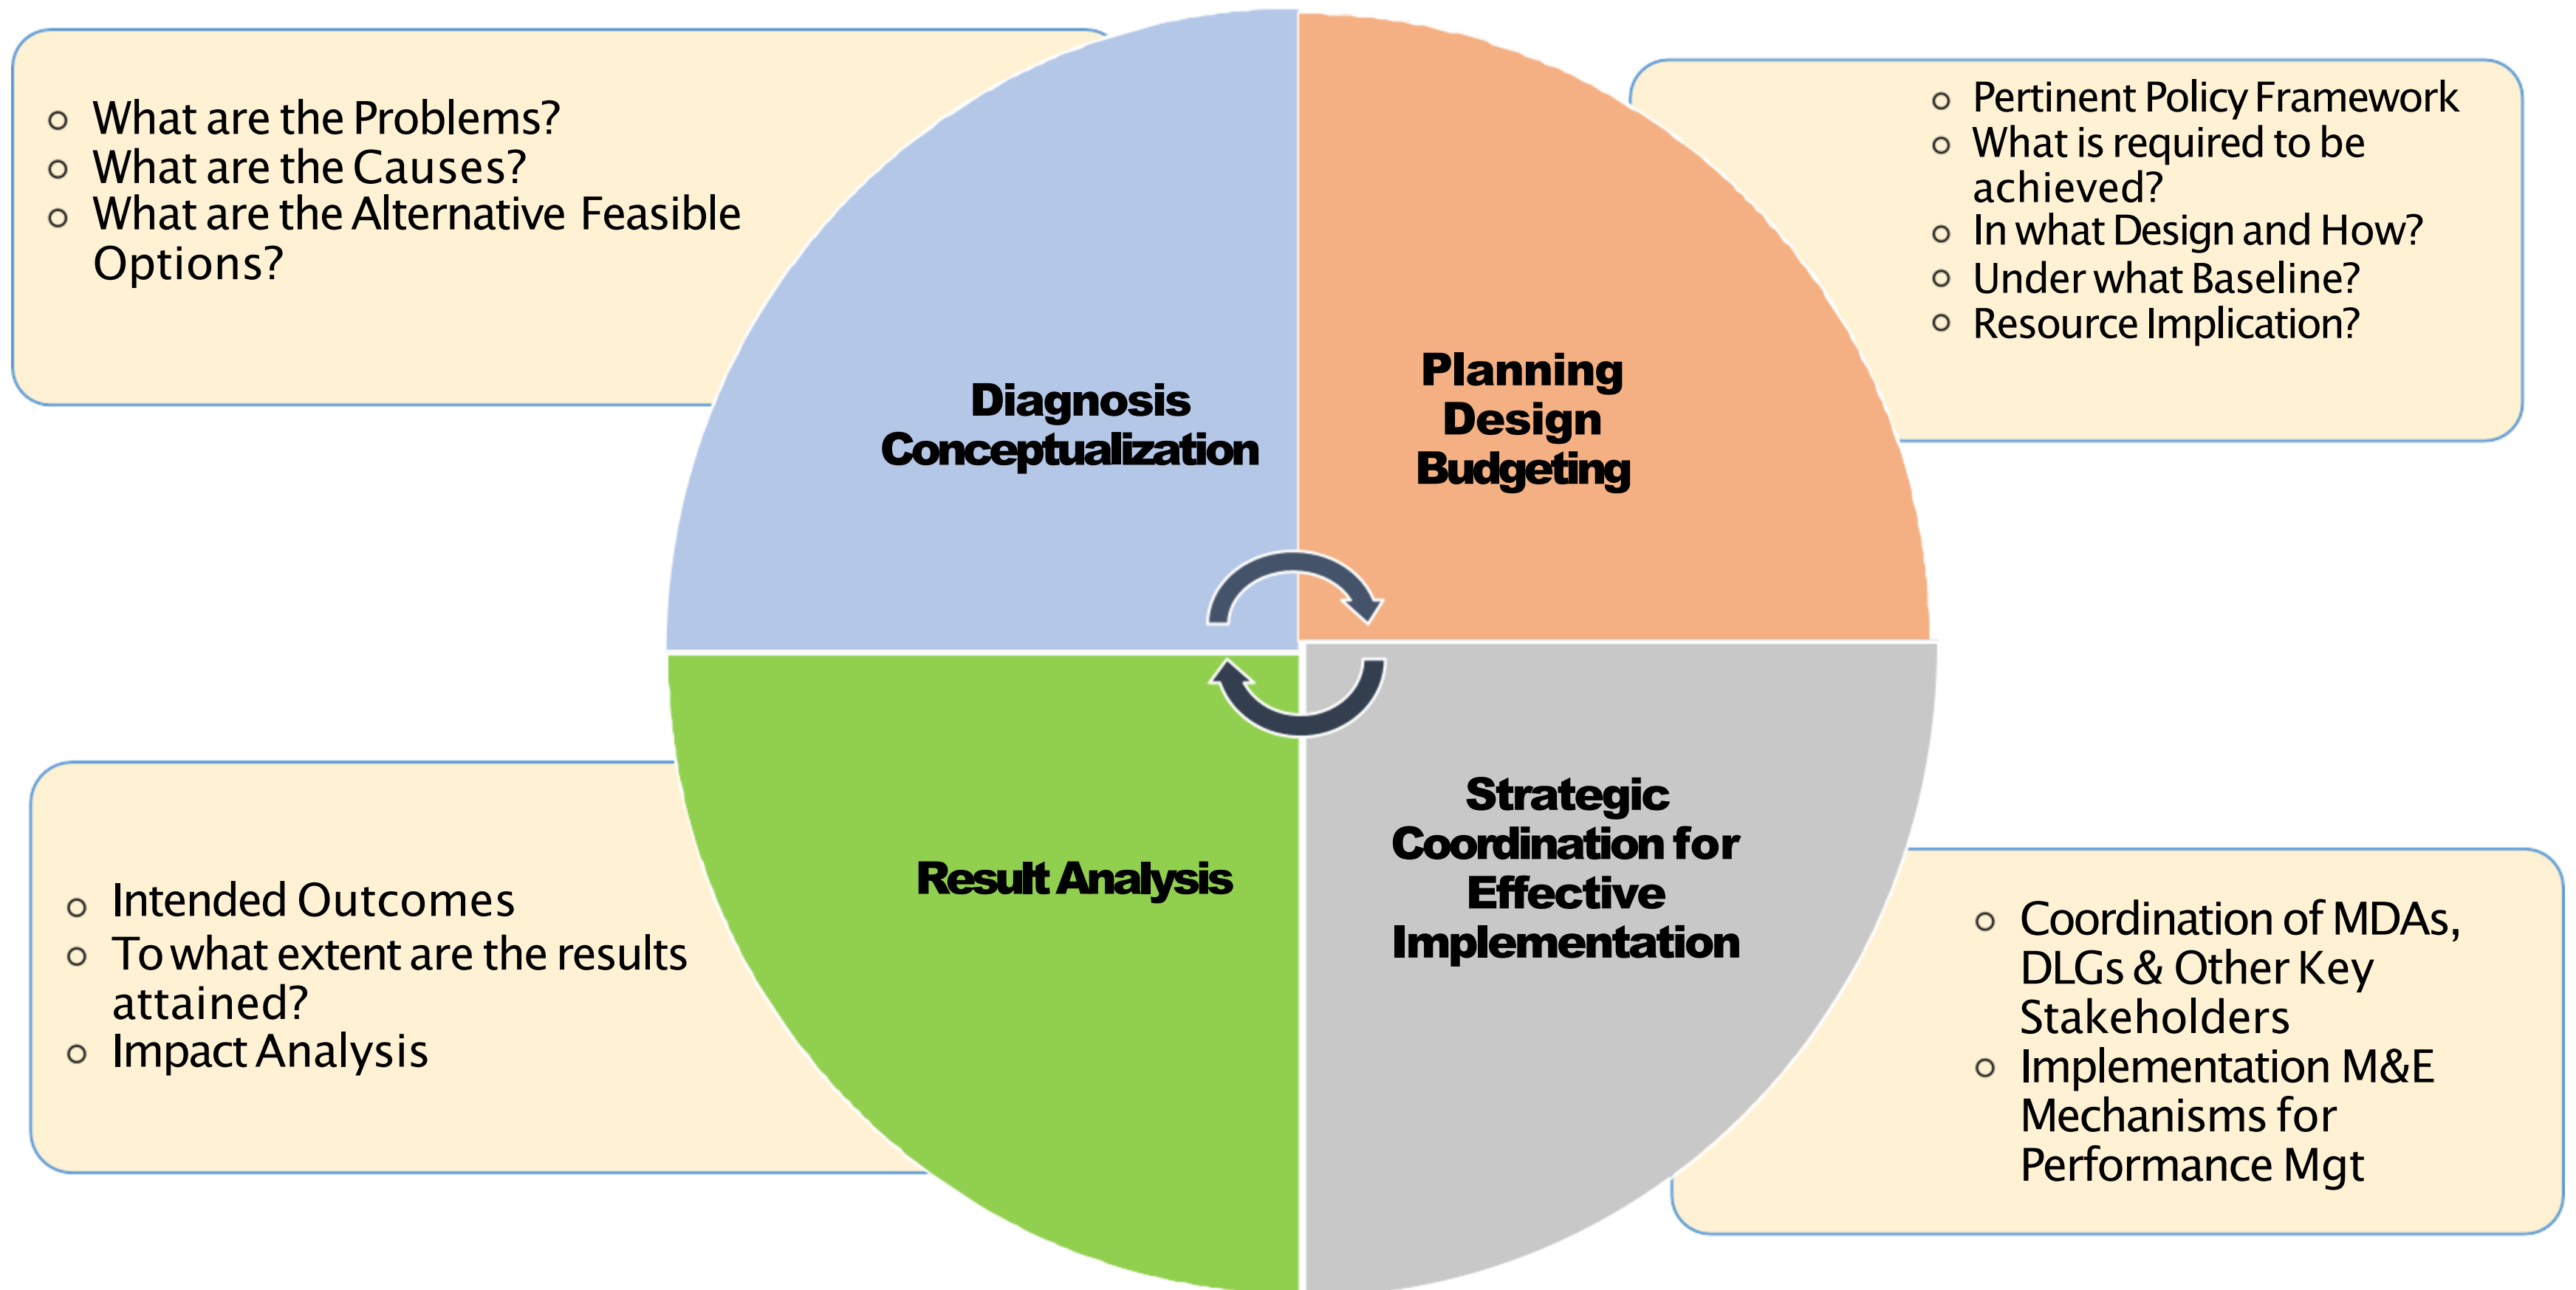 What are the Problems?
What are the Causes?
What are the Alternative Feasible
Options?
Pertinent Policy Framework
What is required to be
achieved?
In what Design and How?
Under what Baseline?
Resource Implication?
Diagnosis
Conceptualization
Planning
Design
Budgeting
Result Analysis
Strategic
Coordination for
Effective
Implementation
Intended Outcomes
To what extent are the results
attained?
Impact Analysis
Coordination of MDAs,
DLGs & Other Key
Stakeholders
Implementation M&E
Mechanisms for
Performance Mgt